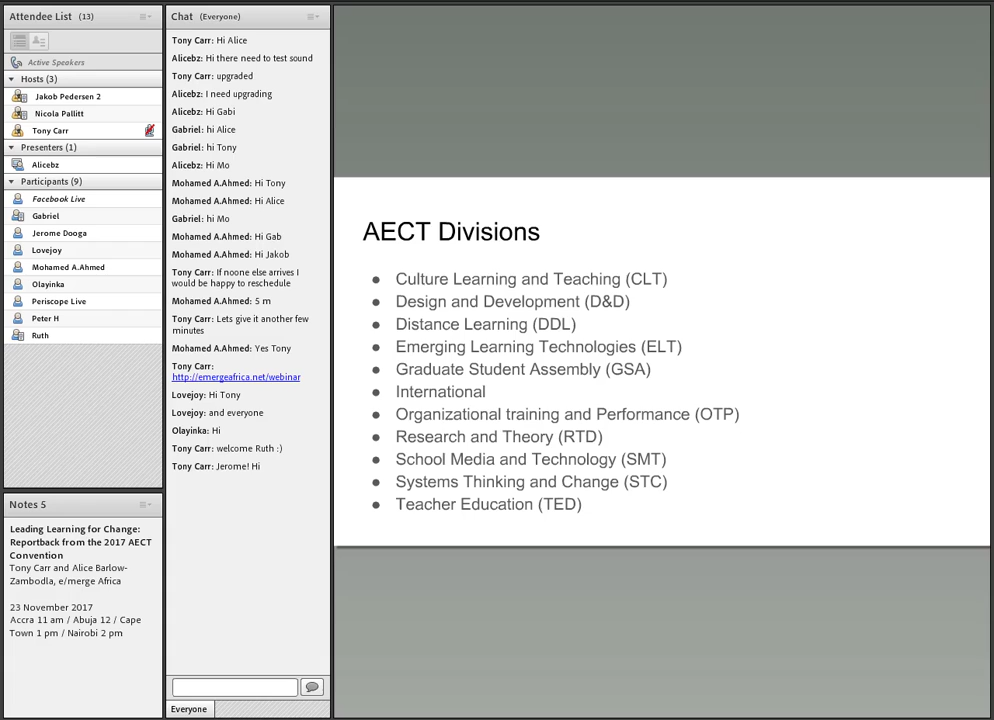 Attendee List (13)
Active Speakers
Hosts (3)
Jakob Pedersen 2
Nicola Pallitt
Tony Carr
Presenters (1)
Alicebz
Participants (9)
Facebook Live
Gabriel
Jerome Dooga
Lovejoy
Mohamed A.Ahmed
Olayinka
Periscope Live
Peter H
Ruth
Notes 5
Leading Learning for Change:
Reportback from the 2017 AECT
Convention
Tony Carr and Alice Barlow-
Zambodla, e/merge Africa
23 November 2017
Accra 11 am / Abuja 12 / Cape
Town 1 pm / Nairobi 2 pm
Chat (Everyone)
Tony Carr: Hi Alice
Alicebz: Hi there need to test sound
Tony Carr: upgraded
Alicebz: I need upgrading
Alicebz: Hi Gabi
Gabriel: hi Alice
Gabriel: hi Tony
Alicebz: Hi Mo
Mohamed A.Ahmed: Hi Tony
Mohamed A.Ahmed: Hi Alice
Gabriel: hi Mo
Mohamed A.Ahmed: Hi Gab
Mohamed A.Ahmed: Hi Jakob
Tony Carr: If noone else arrives I
would be happy to reschedule
Mohamed A.Ahmed: 5 m
Tony Carr: Lets give it another few
minutes
Mohamed A.Ahmed: Yes Tony
Tony Carr:
http://emergeafrica.net/webinar
Lovejoy: Hi Tony
Lovejoy: and everyone
Olayinka: Hi
Tony Carr: welcome Ruth :)
Tony Carr: Jerome! Hi
Everyone
AECT Divisions
● Culture Learning and Teaching (CLT)
● Design and Development (D&D)
● Distance Learning (DDL)
● Emerging Learning Technologies (ELT)
● Graduate Student Assembly (GSA)
● International
● Organizational training and Performance (OTP)
● Research and Theory (RTD)
● School Media and Technology (SMT)
● Systems Thinking and Change (STC)
● Teacher Education (TED)